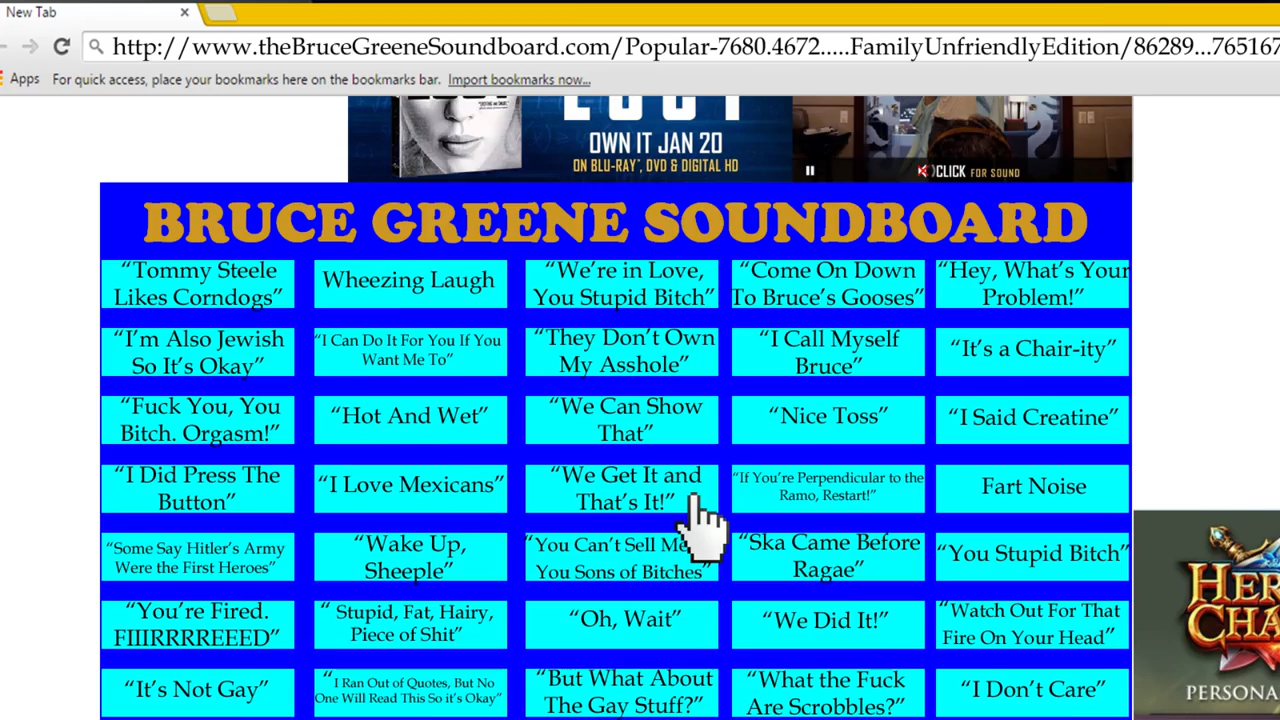 New Tab
http://www.theBruceGreeneSoundboard.com/Popular-7680.4672.....FamilyUnfriendlyEdition/86289...765167
Apps For quick access, place your bookmarks here on the bookmarks bar. Import bookmarks now...
OWN IT JAN 20
ON BLU-RAY, DVD & DIGITAL HD
CLICK FOR SOUND
BRUCE GREENE SOUNDBOARD
“Tommy Steele
Likes Corndogs”
Wheezing Laugh
“We’re in Love,
You Stupid Bitch”
“Come On Down
To Bruce’s Gooses”
“Hey, What’s Your
Problem!”
“I’m Also Jewish
So It’s Okay”
“I Can Do It For You If You
Want Me To”
“They Don’t Own
My Asshole”
“I Call Myself
Bruce”
“It’s a Chair-ity”
“Fuck You, You
Bitch. Orgasm!”
“Hot And Wet”
“We Can Show
That”
“Nice Toss”
“I Said Creatine”
“I Did Press The
Button”
“I Love Mexicans”
“We Get It and
That’s It!”
“If You’re Perpendicular to the
Ramo, Restart!”
Fart Noise
“Some Say Hitler’s Army
Were the First Heroes”
“Wake Up,
Sheeple”
“You Can’t Sell
You Sons of Bitches”
“Ska Came Before
Ragae”
“You Stupid Bitch”
“You’re Fired.
FIIIRRRREEED”
“Stupid, Fat, Hairy,
Piece of Shit”
“Oh, Wait”
“We Did It!”
“Watch Out For That
Fire On Your Head”
“It’s Not Gay”
“I Ran Out of Quotes, But No
One Will Read This So it’s Okay”
“But What About
The Gay Stuff?”
“What the Fuck
Are Scrobbles?”
“I Don’t Care”
HER
CHA
PERSONA